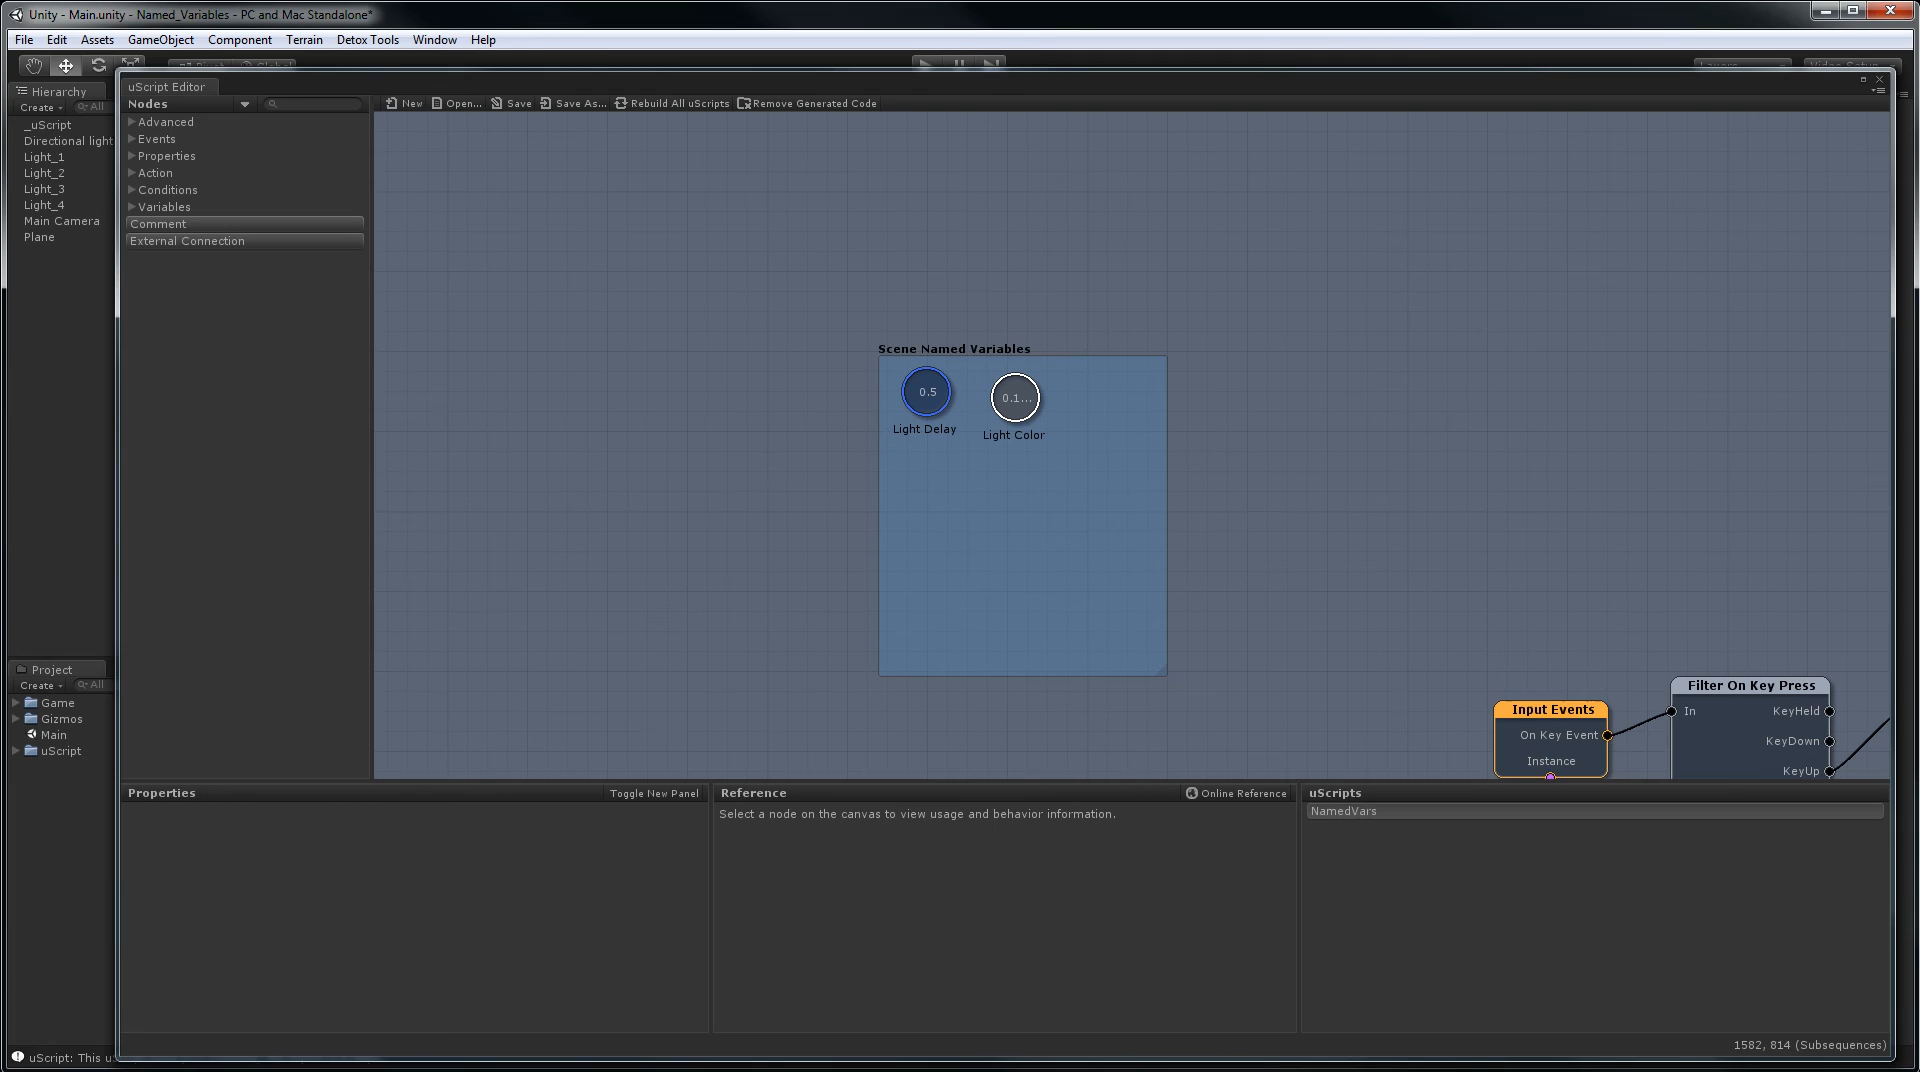 Unity - Main.unity - Named_Variables - PC and Mac Standalone*
File Edit Assets GameObject Component Terrain Detox Tools Window Help
Hierarchy
Create All
_uScript
Directional light
Light_1
Light_2
Light_3
Light_4
Main Camera
Plane
Project
Create All
Game
Gizmos
Main
uScript
uScript: This u
uScript Editor
Nodes
New Open... Save Save As... Rebuild All uScripts Remove Generated Code
Advanced
Events
Properties
Action
Conditions
Variables
Comment
External Connection
Scene Named Variables
0.5
0.1...
Light Delay
Light Color
Input Events
On Key Event
Instance
Filter On Key Press
In KeyHeld
KeyDown
KeyUp
Properties Toggle New Panel
Reference Online Reference
Select a node on the canvas to view usage and behavior information.
uScripts
NamedVars
1582, 814 (Subsequences)